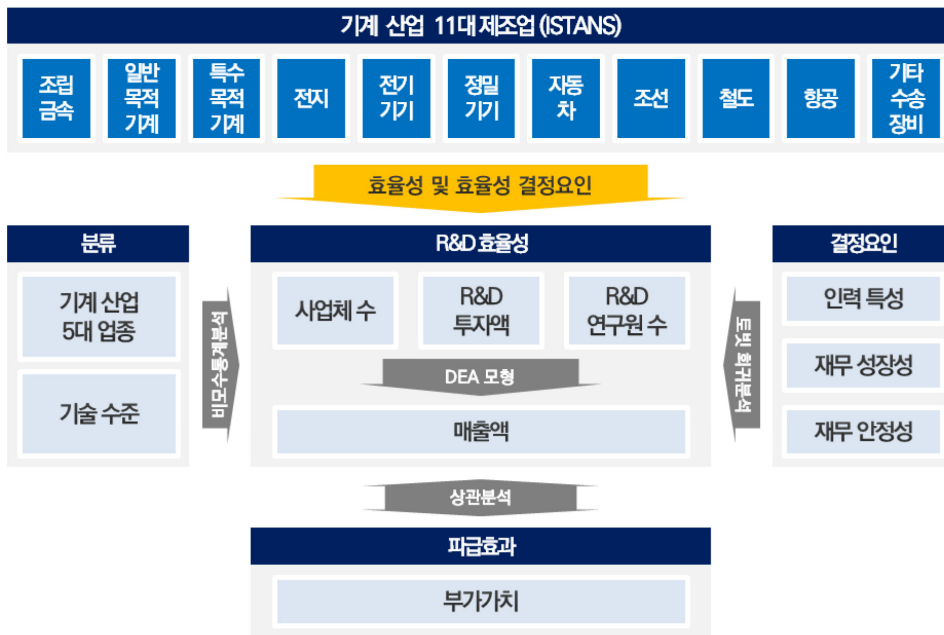 기계 산업 11대 제조업(ISTANS)
조립
금속
일반
목적
기계
특수
목적
기계
전지
전기
기기
정밀
기기
자동
차
조선
철도
항공
기타
수송
장비
효율성 및 효율성 결정요인
분류
기계 산업
5대 업종
기술 수준
비모수통계분석
R&D 효율성
사업체 수
R&D
투자액
R&D
연구원 수
DEA 모형
매출액
토빗 회귀분석
결정요인
인력 특성
재무 성장성
재무 안정성
상관분석
파급효과
부가가치